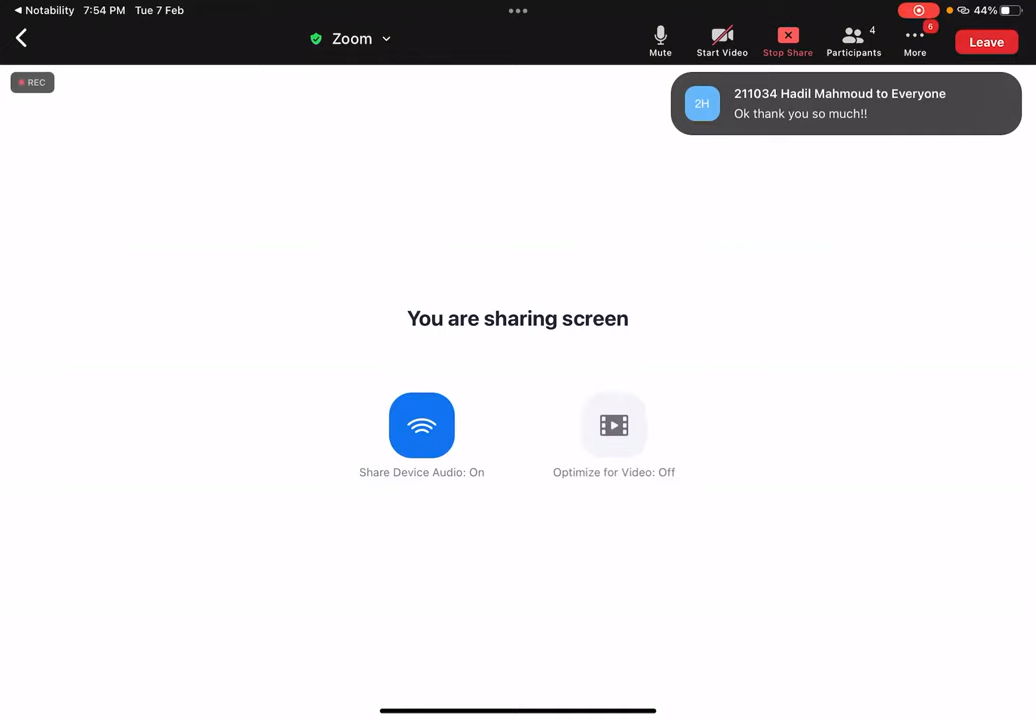 ◄ Notability 7:54 PM Tue 7 Feb
44%
Zoom
Mute
Start Video
Stop Share
Participants
4
More
6
Leave
REC
2H
211034 Hadil Mahmoud to Everyone
Ok thank you so much!!
You are sharing screen
Share Device Audio: On
Optimize for Video: Off